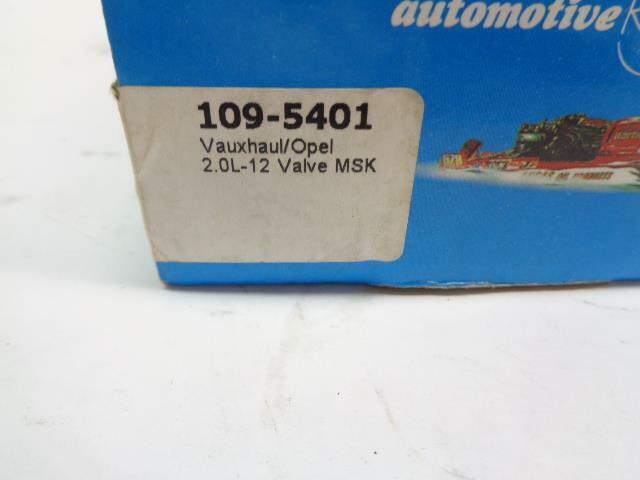 automotive
109-5401
Vauxhaul/Opel
2.0L-12 Valve MSK